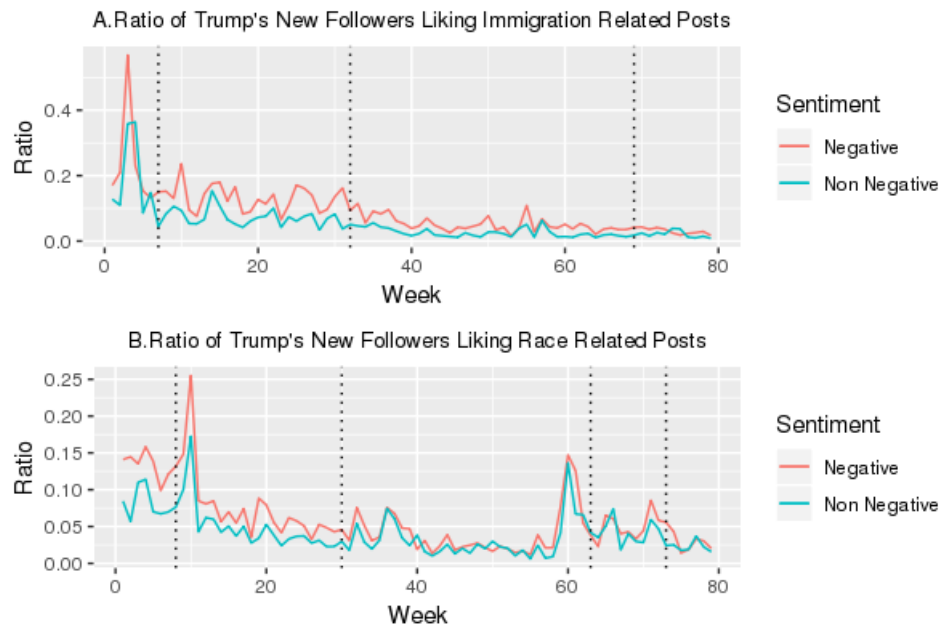 A.Ratio of Trump's New Followers Liking Immigration Related Posts
Ratio
0.4
0.2
0.0
0 20 40 60 80
Week
Sentiment
Negative
Non Negative
B.Ratio of Trump's New Followers Liking Race Related Posts
Ratio
0.25
0.20
0.15
0.10
0.05
0.00
0 20 40 60 80
Week
Sentiment
Negative
Non Negative